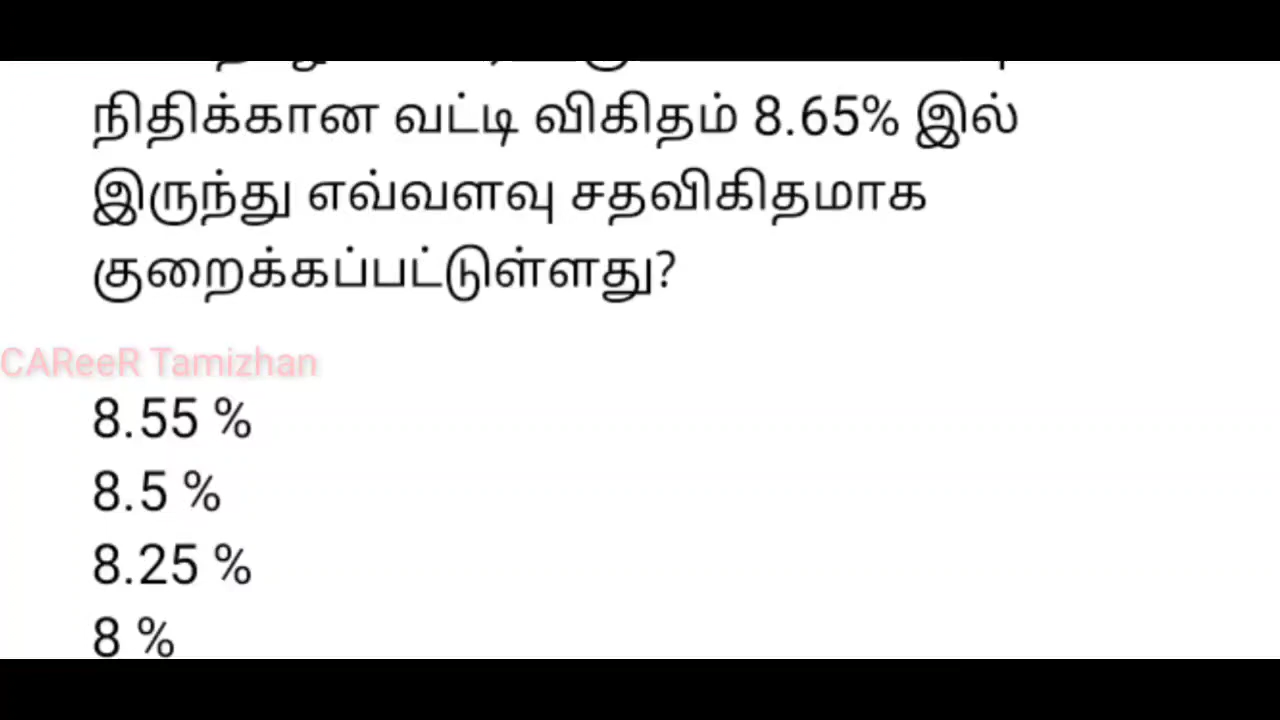 நிதிக்கான வட்டி விகிதம் 8.65% இல்
இருந்து எவ்வளவு சதவிகிதமாக
குறைக்கப்பட்டுள்ளது?
CAReeR Tamizhan
8.55 %
8.5 %
8.25 %
8 %